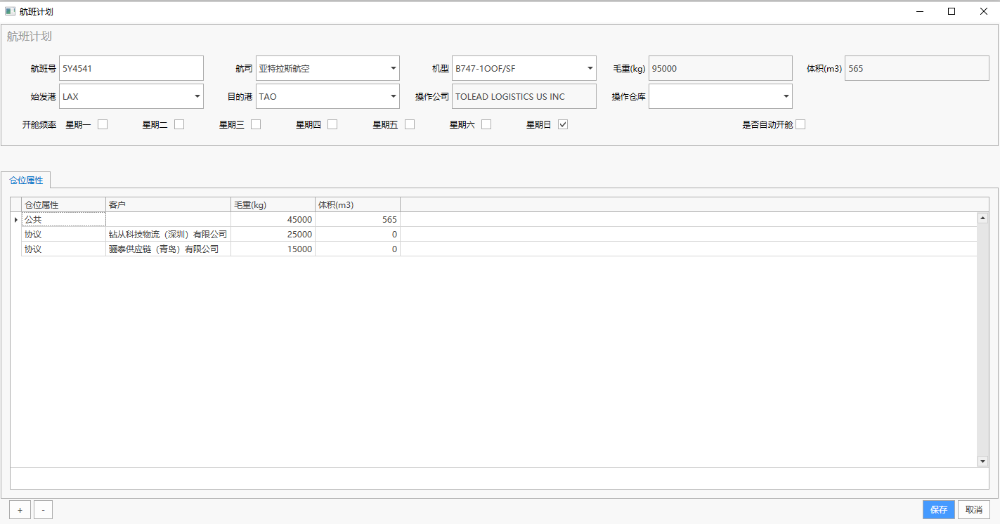 航班计划
航班计划
航班号 5Y4541 航司 亚特拉斯航空 机型 B747-1OOF/SF 毛重(kg) 95000 体积(m3) 565
始发港 LAX 目的港 TAO 操作公司 TOLEAD LOGISTICS US INC 操作仓库
开舱频率 星期一 星期二 星期三 星期四 星期五 星期六 星期日 是否自动开舱
仓位属性
仓位属性 客户 毛重(kg) 体积(m3)
公共 45000 565
协议 钻从科技物流（深圳）有限公司 25000 0
协议 骊泰供应链（青岛）有限公司 15000 0
+ - 保存 取消